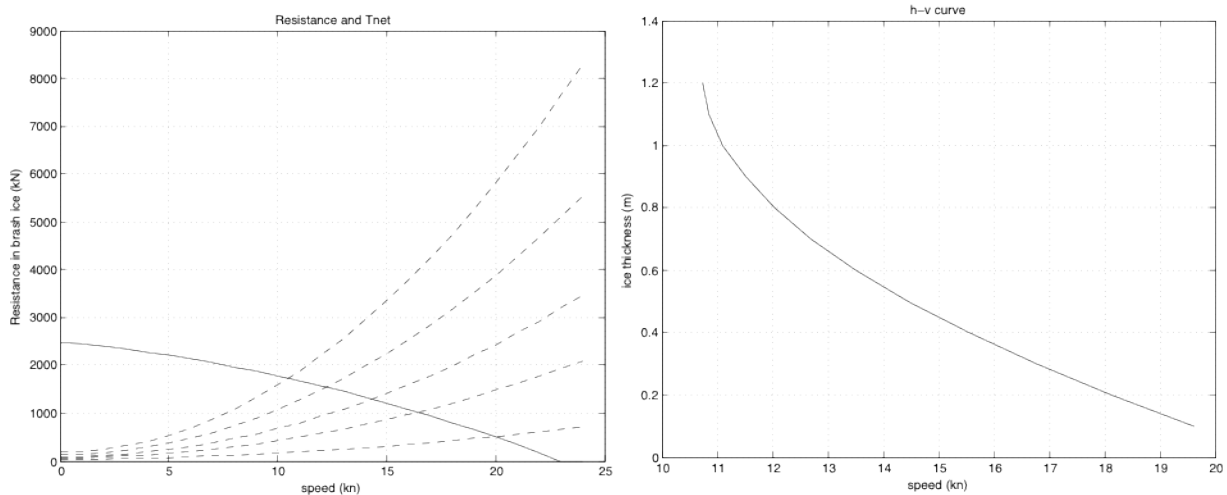 Resistance and Tnet
9000
8000
7000
6000
5000
4000
3000
2000
1000
0
Resistance in brash ice (kN)
0 5 10 15 20 25
speed (kn)
h−v curve
1.4
1.2
1
0.8
0.6
0.4
0.2
0
ice thickness (m)
10 11 12 13 14 15 16 17 18 19 20
speed (kn)